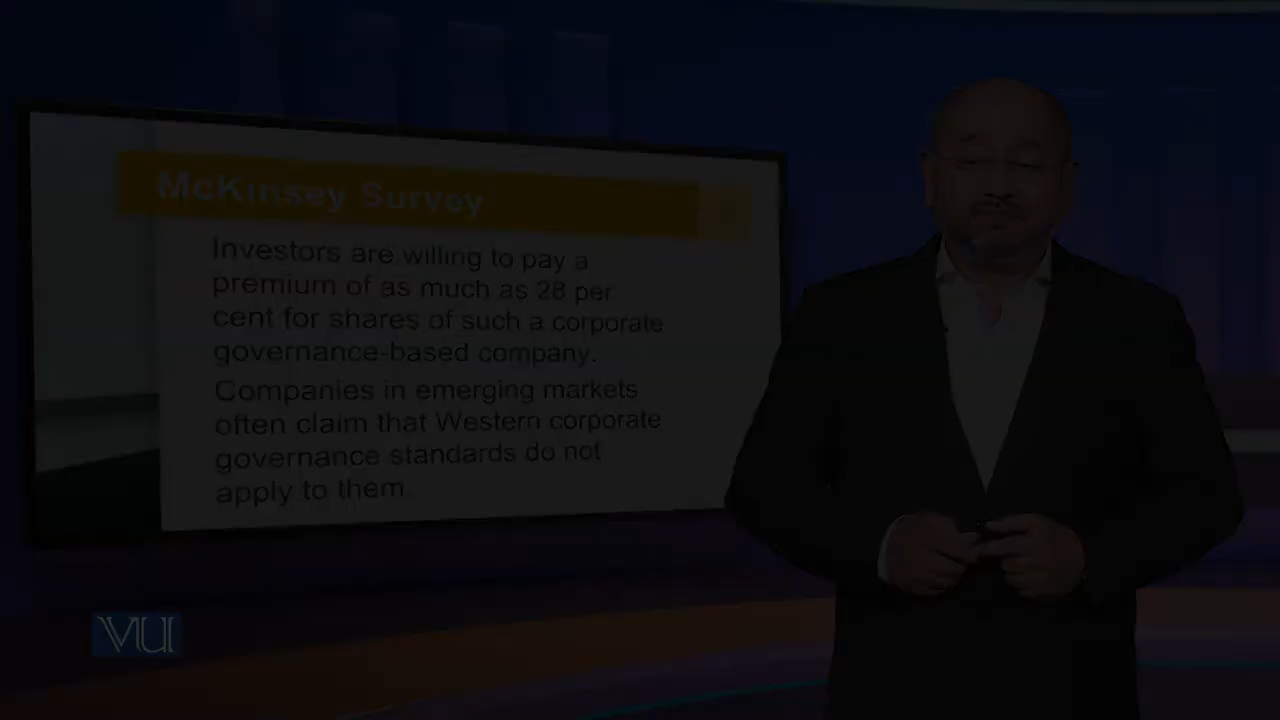 McKinsey Survey
Investors are willing to pay a
premium of as much as 28 per
cent for shares of such a corporate
governance-based company.
Companies in emerging markets
often claim that Western corporate
governance standards do not
apply to them.
VU